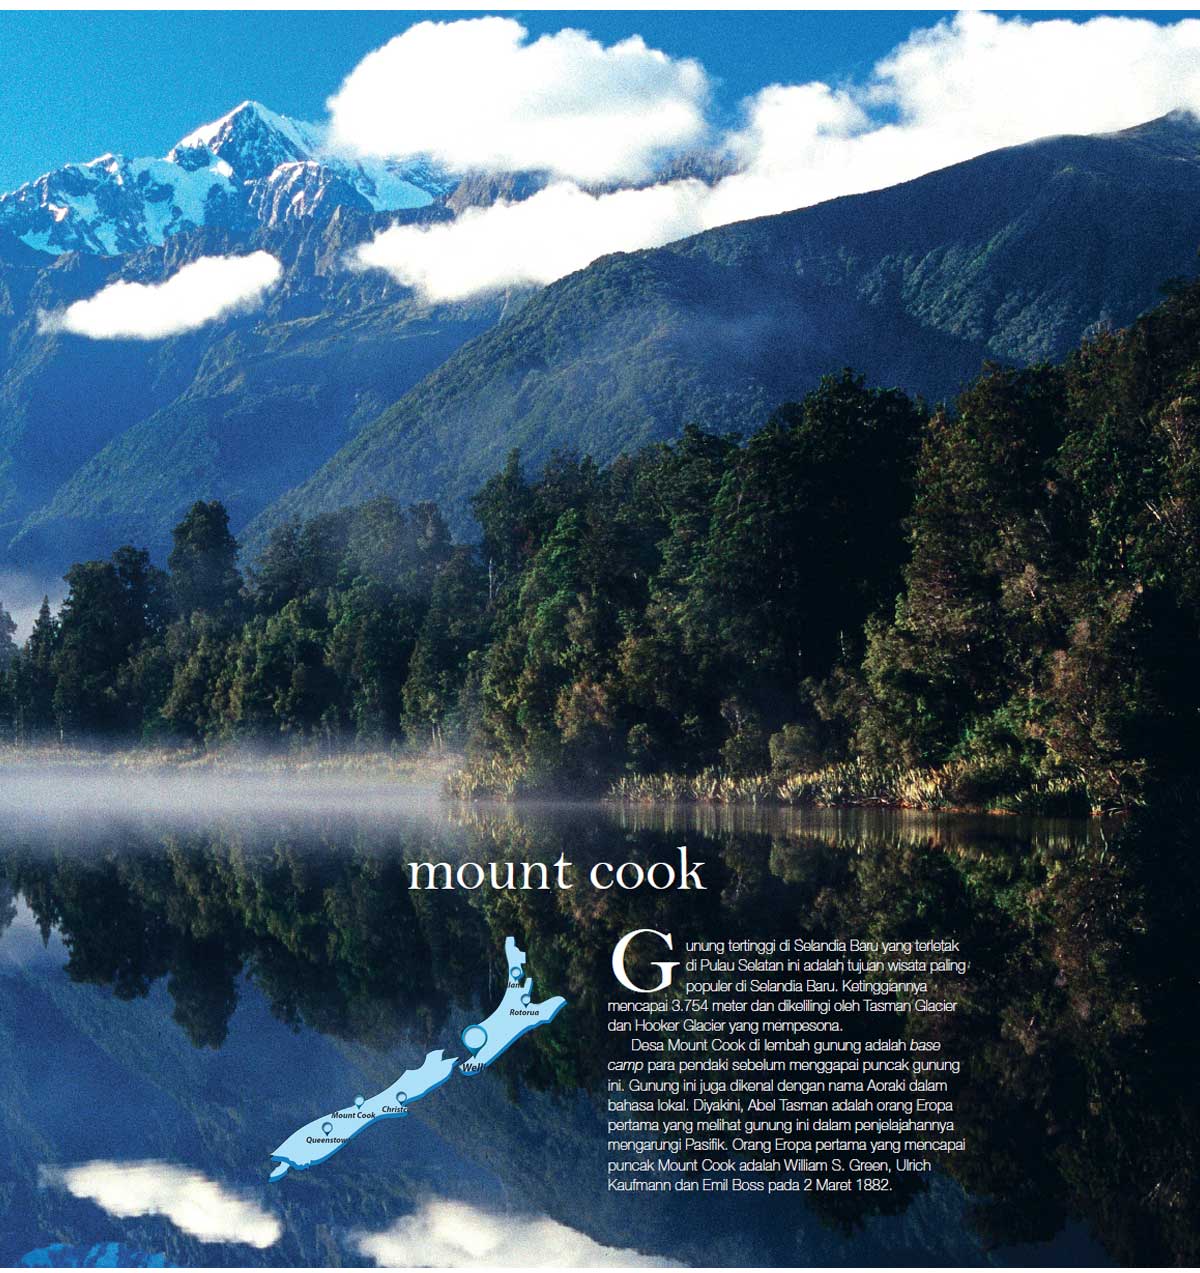 mount cook
Gunung tertinggi di Selandia Baru yang terletak
di Pulau Selatan ini adalah tujuan wisata paling
populer di Selandia Baru. Ketinggiannya
mencapai 3.754 meter dan dikelilingi oleh Tasman Glacier
dan Hooker Glacier yang mempesona.
Desa Mount Cook di lembah gunung adalah base
camp para pendaki sebelum menggapai puncak gunung
ini. Gunung ini juga dikenal dengan nama Aoraki dalam
bahasa lokal. Diyakini, Abel Tasman adalah orang Eropa
pertama yang melihat gunung ini dalam penjelajahannya
mengarungi Pasifik. Orang Eropa pertama yang mencapai
puncak Mount Cook adalah William S. Green, Ulrich
Kaufmann dan Emil Boss pada 2 Maret 1882.
land
Rotorua
Well
Christc
Mount Cook
Queenstow